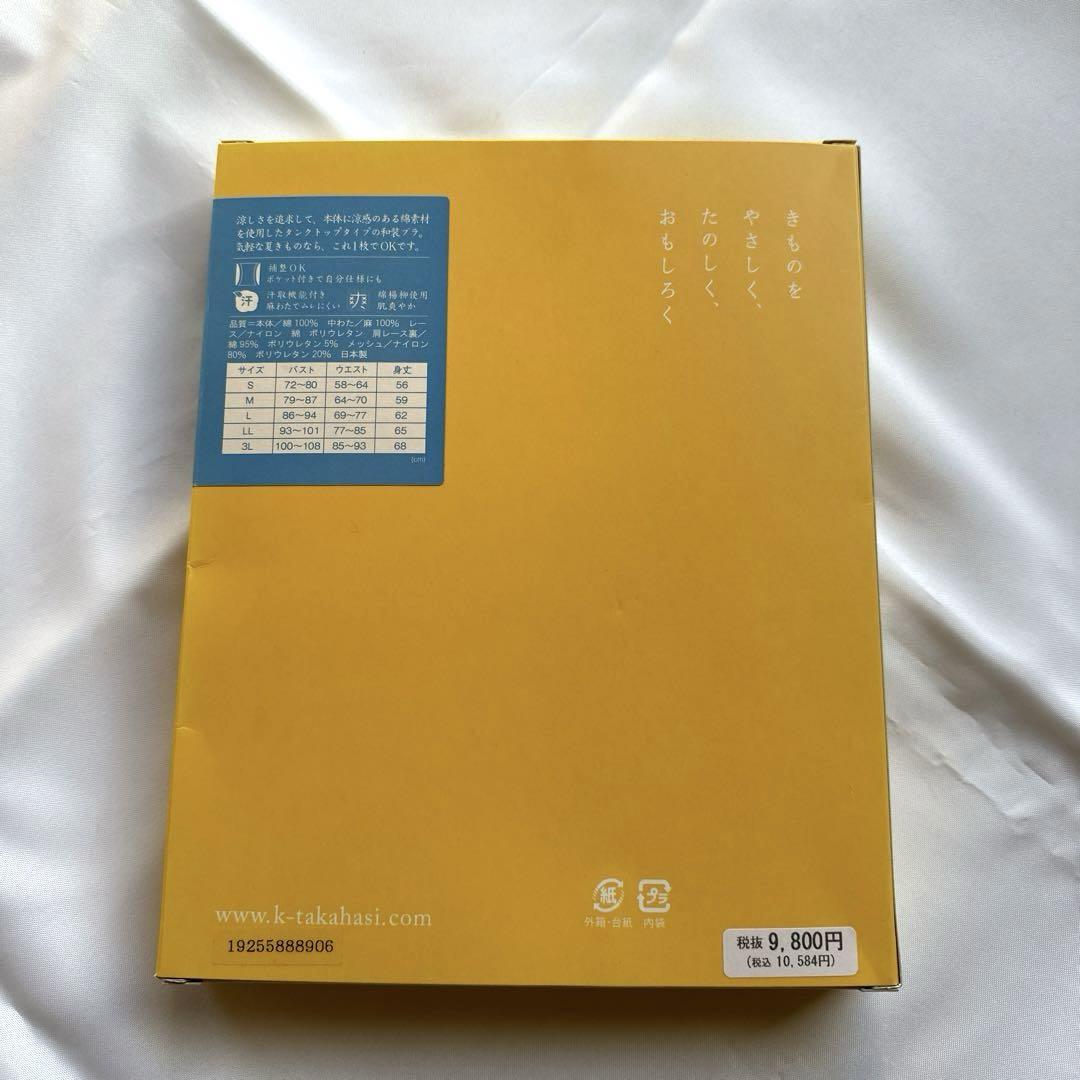 きものを
やさしく、
たのしく、
おもしろく
涼しさを追求して、本体に涼感のある綿素材
を使用したタンクトップタイプの和装ブラ。
気軽な夏きものなら、これ1枚でOKです。
補整OK
ポケット付きで自分仕様にも
汗
汗取機能付き
麻わたでムレにくい
爽
綿楊柳使用
肌爽やか
品質=本体/綿100% 中わた/麻100% レー
ス/ナイロン 綿 ポリウレタン 肩レース裏/
綿95% ポリウレタン5% メッシュ/ナイロン
80% ポリウレタン20% 日本製
サイズ バスト ウエスト 身丈
S 72〜80 58〜64 56
M 79〜87 64〜70 59
L 86〜94 69〜77 62
LL 93〜101 77〜85 65
3L 100〜108 85〜93 68
(cm)
紙 プラ
外箱・台紙 内袋
www.k-takahasi.com
19255888906
税抜 9,800円
(税込 10,584円)